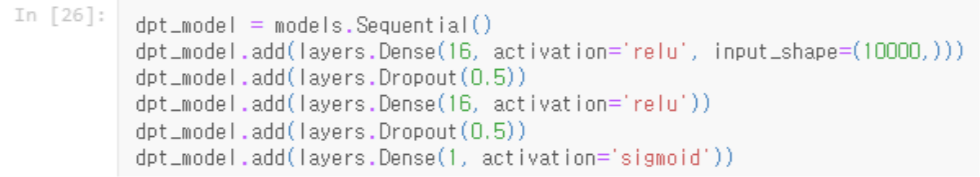 In [26]:
dpt_model = models.Sequential()
dpt_model.add(layers.Dense(16, activation='relu', input_shape=(10000,)))
dpt_model.add(layers.Dropout(0.5))
dpt_model.add(layers.Dense(16, activation='relu'))
dpt_model.add(layers.Dropout(0.5))
dpt_model.add(layers.Dense(1, activation='sigmoid'))